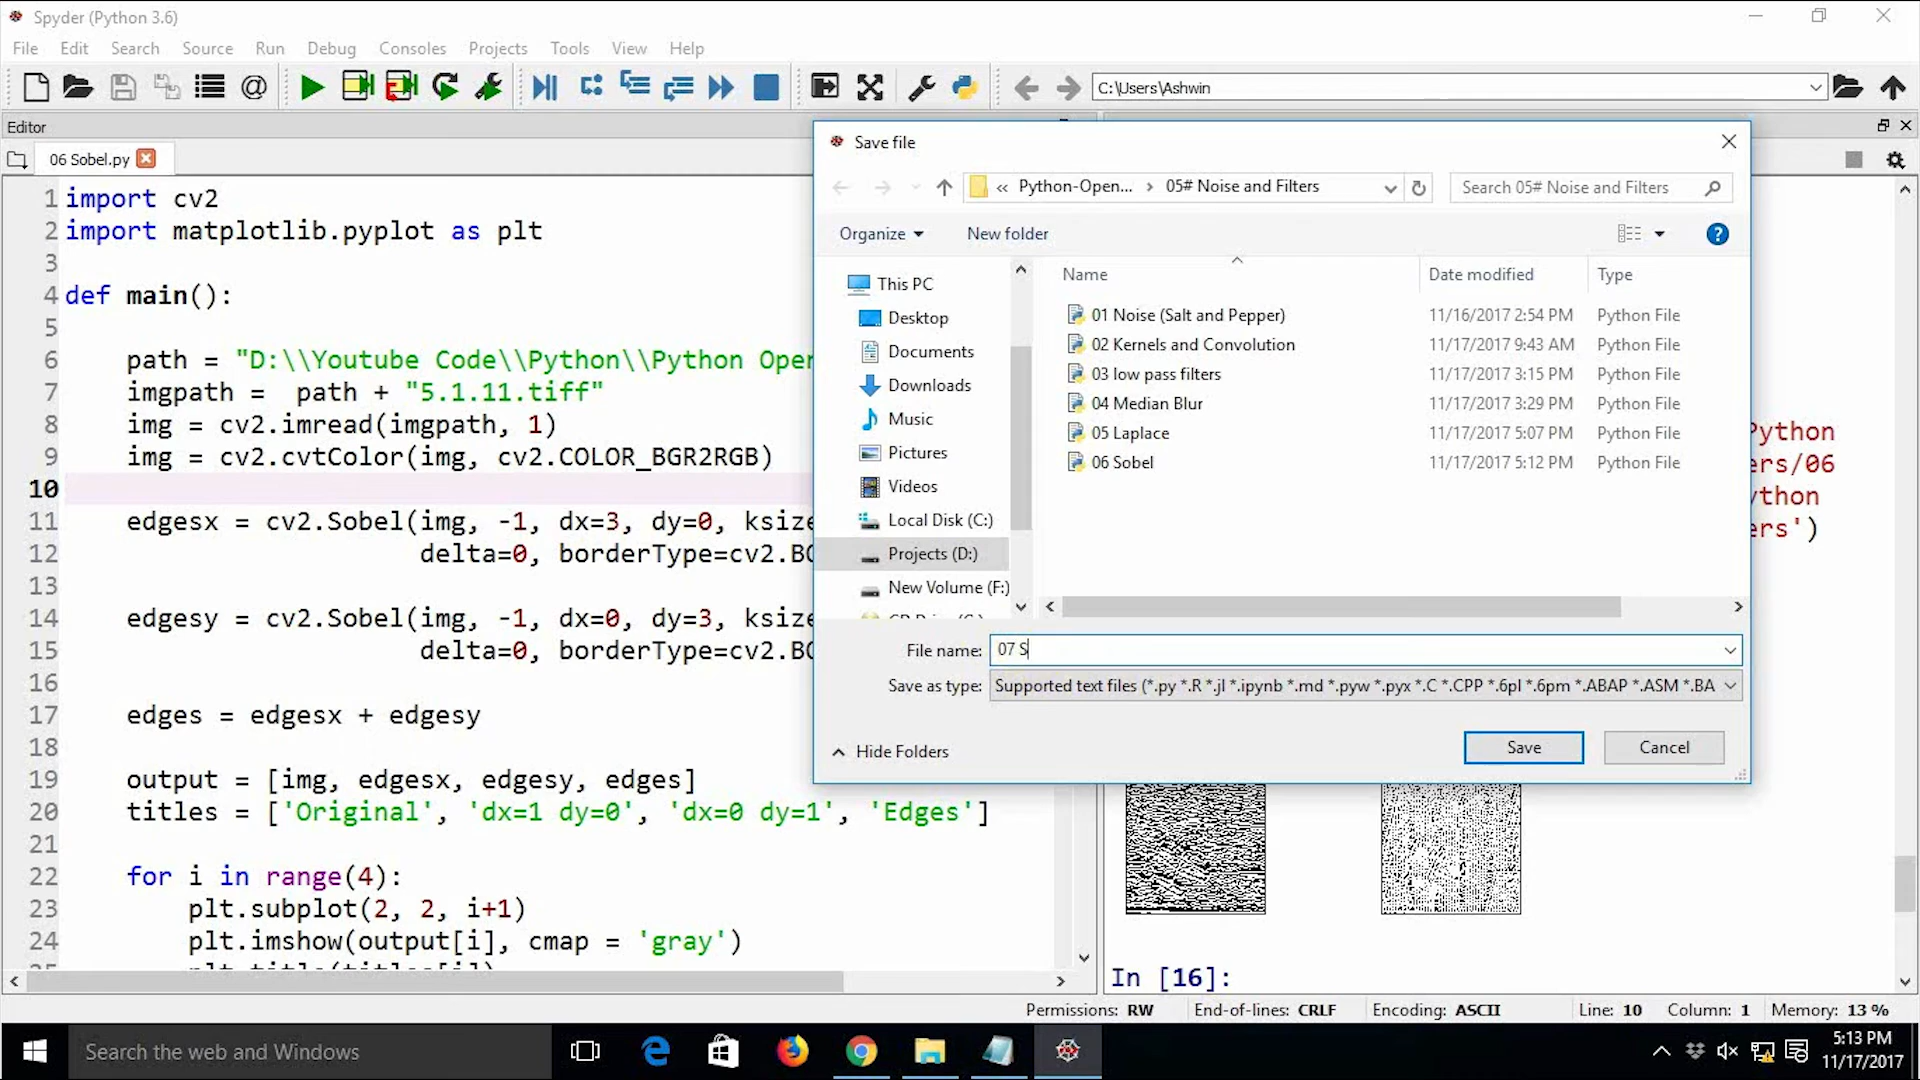 Spyder (Python 3.6)
File Edit Search Source Run Debug Consoles Projects Tools View Help
C:\Users\Ashwin
Editor
06 Sobel.py
1 import cv2
2 import matplotlib.pyplot as plt
3
4 def main():
5
6 path = "D:\\Youtube Code\\Python\\Python Open
7 imgpath = path + "5.1.11.tiff"
8 img = cv2.imread(imgpath, 1)
9 img = cv2.cvtColor(img, cv2.COLOR_BGR2RGB)
10
11 edgesx = cv2.Sobel(img, -1, dx=3, dy=0, ksize
12 delta=0, borderType=cv2.BO
13
14 edgesy = cv2.Sobel(img, -1, dx=0, dy=3, ksize
15 delta=0, borderType=cv2.BO
16
17 edges = edgesx + edgesy
18
19 output = [img, edgesx, edgesy, edges]
20 titles = ['Original', 'dx=1 dy=0', 'dx=0 dy=1', 'Edges']
21
22 for i in range(4):
23 plt.subplot(2, 2, i+1)
24 plt.imshow(output[i], cmap = 'gray')
Save file
« Python-Open... › 05# Noise and Filters
Search 05# Noise and Filters
Organize New folder
This PC
Desktop
Documents
Downloads
Music
Pictures
Videos
Local Disk (C:)
Projects (D:)
New Volume (F:)
Name Date modified Type
01 Noise (Salt and Pepper) 11/16/2017 2:54 PM Python File
02 Kernels and Convolution 11/17/2017 9:43 AM Python File
03 low pass filters 11/17/2017 3:15 PM Python File
04 Median Blur 11/17/2017 3:29 PM Python File
05 Laplace 11/17/2017 5:07 PM Python File
06 Sobel 11/17/2017 5:12 PM Python File
File name: 07 S
Save as type: Supported text files (*.py *.R *.jl *.ipynb *.md *.pyw *.pyx *.C *.CPP *.6pl *.6pm *.ABAP *.ASM *.BA
Hide Folders
Save Cancel
Python
ers/06
ython
ers')
In [16]:
Permissions: RW End-of-lines: CRLF Encoding: ASCII Line: 10 Column: 1 Memory: 13 %
Search the web and Windows
5:13 PM
11/17/2017